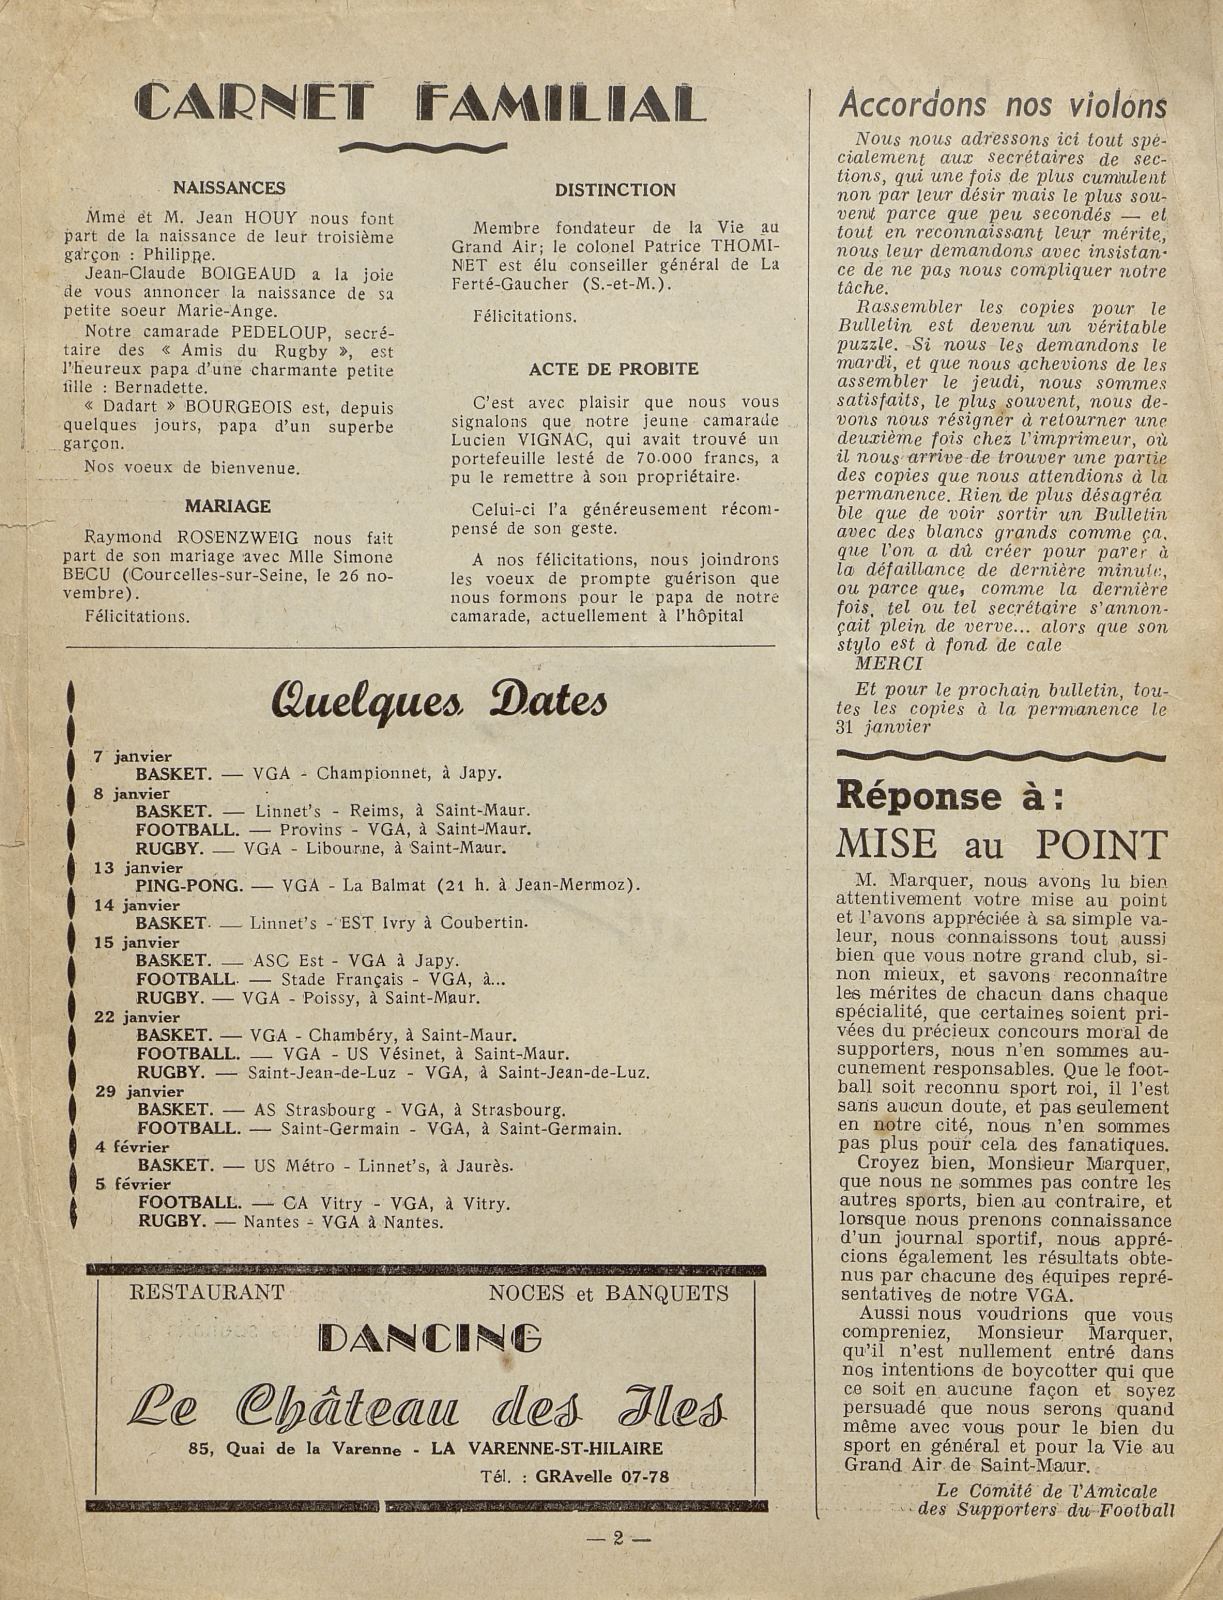 CARNET FAMILIAL
NAISSANCES
Mme et M. Jean HOUY nous font
part de la naissance de leur troisième
garçon : Philippe.
Jean-Claude BOIGEAUD a la joie
de vous annoncer la naissance de sa
petite soeur Marie-Ange.
Notre camarade PEDELOUP, secré-
taire des « Amis du Rugby », est
l'heureux papa d'une charmante petite
fille : Bernadette.
« Dadart » BOURGEOIS est, depuis
quelques jours, papa d'un superbe
garçon.
Nos voeux de bienvenue.
MARIAGE
Raymond ROSENZWEIG nous fait
part de son mariage avec Mlle Simone
BECU (Courcelles-sur-Seine, le 26 no-
vembre).
Félicitations.
DISTINCTION
Membre fondateur de la Vie au
Grand Air; le colonel Patrice THOMI-
NET est élu conseiller général de La
Ferté-Gaucher (S.-et-M.).
Félicitations.
ACTE DE PROBITE
C'est avec plaisir que nous vous
signalons que notre jeune camarade
Lucien VIGNAC, qui avait trouvé un
portefeuille lesté de 70.000 francs, a
pu le remettre à son propriétaire.
Celui-ci l'a généreusement récom-
pensé de son geste.
A nos félicitations, nous joindrons
les voeux de prompte guérison que
nous formons pour le papa de notre
camarade, actuellement à l'hôpital
Quelques Dates
7 janvier
BASKET. — VGA - Championnet, à Japy.
8 janvier
BASKET. — Linnet's - Reims, à Saint-Maur.
FOOTBALL. — Provins - VGA, à Saint-Maur.
RUGBY. — VGA - Libourne, à Saint-Maur.
13 janvier
PING-PONG. — VGA - La Balmat (21 h. à Jean-Mermoz).
14 janvier
BASKET. — Linnet's - EST Ivry à Coubertin.
15 janvier
BASKET. — ASC Est - VGA à Japy.
FOOTBALL. — Stade Français - VGA, à...
RUGBY. — VGA - Poissy, à Saint-Maur.
22 janvier
BASKET. — VGA - Chambéry, à Saint-Maur.
FOOTBALL. — VGA - US Vésinet, à Saint-Maur.
RUGBY. — Saint-Jean-de-Luz - VGA, à Saint-Jean-de-Luz.
29 janvier
BASKET. — AS Strasbourg - VGA, à Strasbourg.
FOOTBALL. — Saint-Germain - VGA, à Saint-Germain.
4 février
BASKET. — US Métro - Linnet's, à Jaurès.
5 février
FOOTBALL. — CA Vitry - VGA, à Vitry.
RUGBY. — Nantes - VGA à Nantes.
RESTAURANT NOCES et BANQUETS
DANCING
Le Château des Iles
85, Quai de la Varenne - LA VARENNE-ST-HILAIRE
Tél. : GRAvelle 07-78
Accordons nos violons
Nous nous adressons ici tout spé-
cialement aux secrétaires de sec-
tions, qui une fois de plus cumulent
non par leur désir mais le plus sou-
vent parce que peu secondés — et
tout en reconnaissant leur mérite,
nous leur demandons avec insistan-
ce de ne pas nous compliquer notre
tâche.
Rassembler les copies pour le
Bulletin est devenu un véritable
puzzle. Si nous les demandons le
mardi, et que nous achevions de les
assembler le jeudi, nous sommes
satisfaits, le plus souvent, nous de-
vons nous résigner à retourner une
deuxième fois chez l'imprimeur, où
il nous arrive de trouver une partie
des copies que nous attendions à la
permanence. Rien de plus désagréa
ble que de voir sortir un Bulletin
avec des blancs grands comme ça,
que l'on a dû créer pour parer à
la défaillance de dernière minute,
ou parce que, comme la dernière
fois, tel ou tel secrétaire s'annon-
çait plein de verve... alors que son
stylo est à fond de cale
MERCI
Et pour le prochain bulletin, tou-
tes les copies à la permanence le
31 janvier
Réponse à :
MISE au POINT
M. Marquer, nous avons lu bien
attentivement votre mise au point
et l'avons appréciée à sa simple va-
leur, nous connaissons tout aussi
bien que vous notre grand club, si-
non mieux, et savons reconnaître
les mérites de chacun dans chaque
spécialité, que certaines soient pri-
vées du précieux concours moral de
supporters, nous n'en sommes au-
cunement responsables. Que le foot-
ball soit reconnu sport roi, il l'est
sans aucun doute, et pas seulement
en notre cité, nous n'en sommes
pas plus pour cela des fanatiques.
Croyez bien, Monsieur Marquer,
que nous ne sommes pas contre les
autres sports, bien au contraire, et
lorsque nous prenons connaissance
d'un journal sportif, nous appré-
cions également les résultats obte-
nus par chacune des équipes repré-
sentatives de notre VGA.
Aussi nous voudrions que vous
compreniez, Monsieur Marquer,
qu'il n'est nullement entré dans
nos intentions de boycotter qui que
ce soit en aucune façon et soyez
persuadé que nous serons quand
même avec vous pour le bien du
sport en général et pour la Vie au
Grand Air de Saint-Maur.
Le Comité de l'Amicale
des Supporters du Football
— 2 —